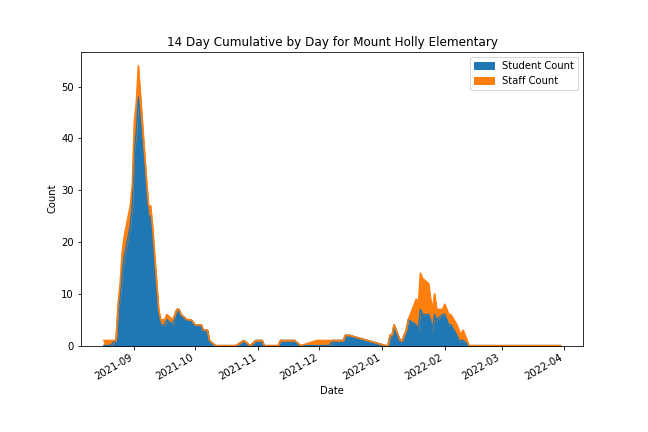 14 Day Cumulative by Day for Mount Holly Elementary
Student Count
Staff Count
Count
50
40
30
20
10
0
2021-09
2021-10
2021-11
2021-12
2022-01
2022-02
2022-03
2022-04
Date